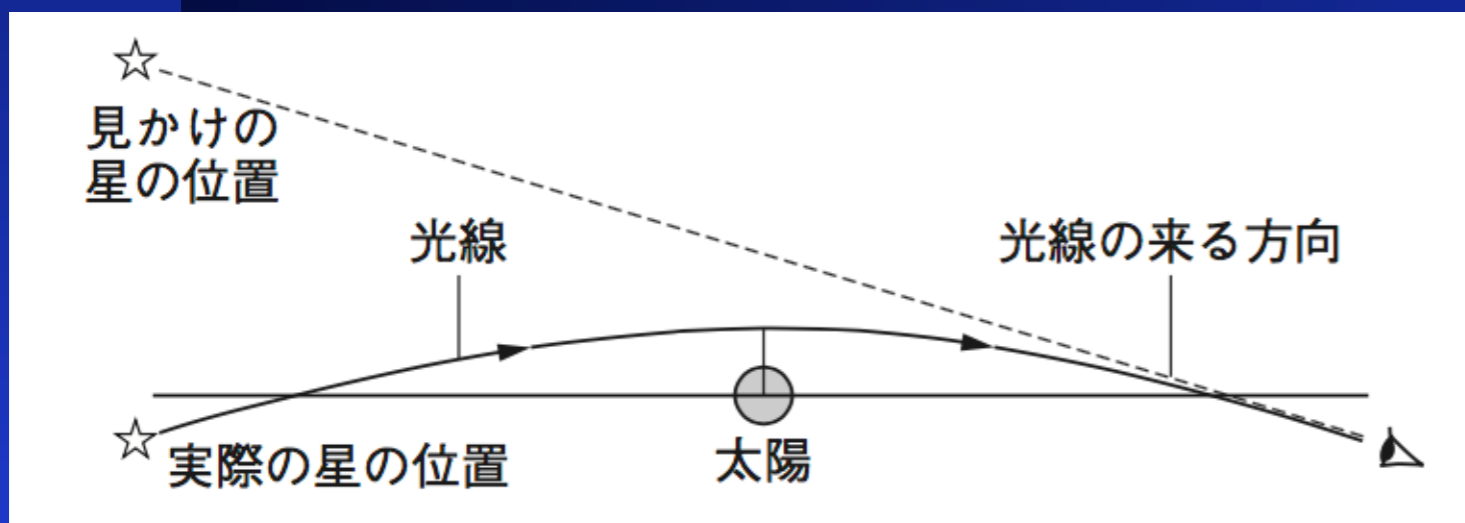 見かけの
星の位置
光線
光線の来る方向
実際の星の位置
太陽